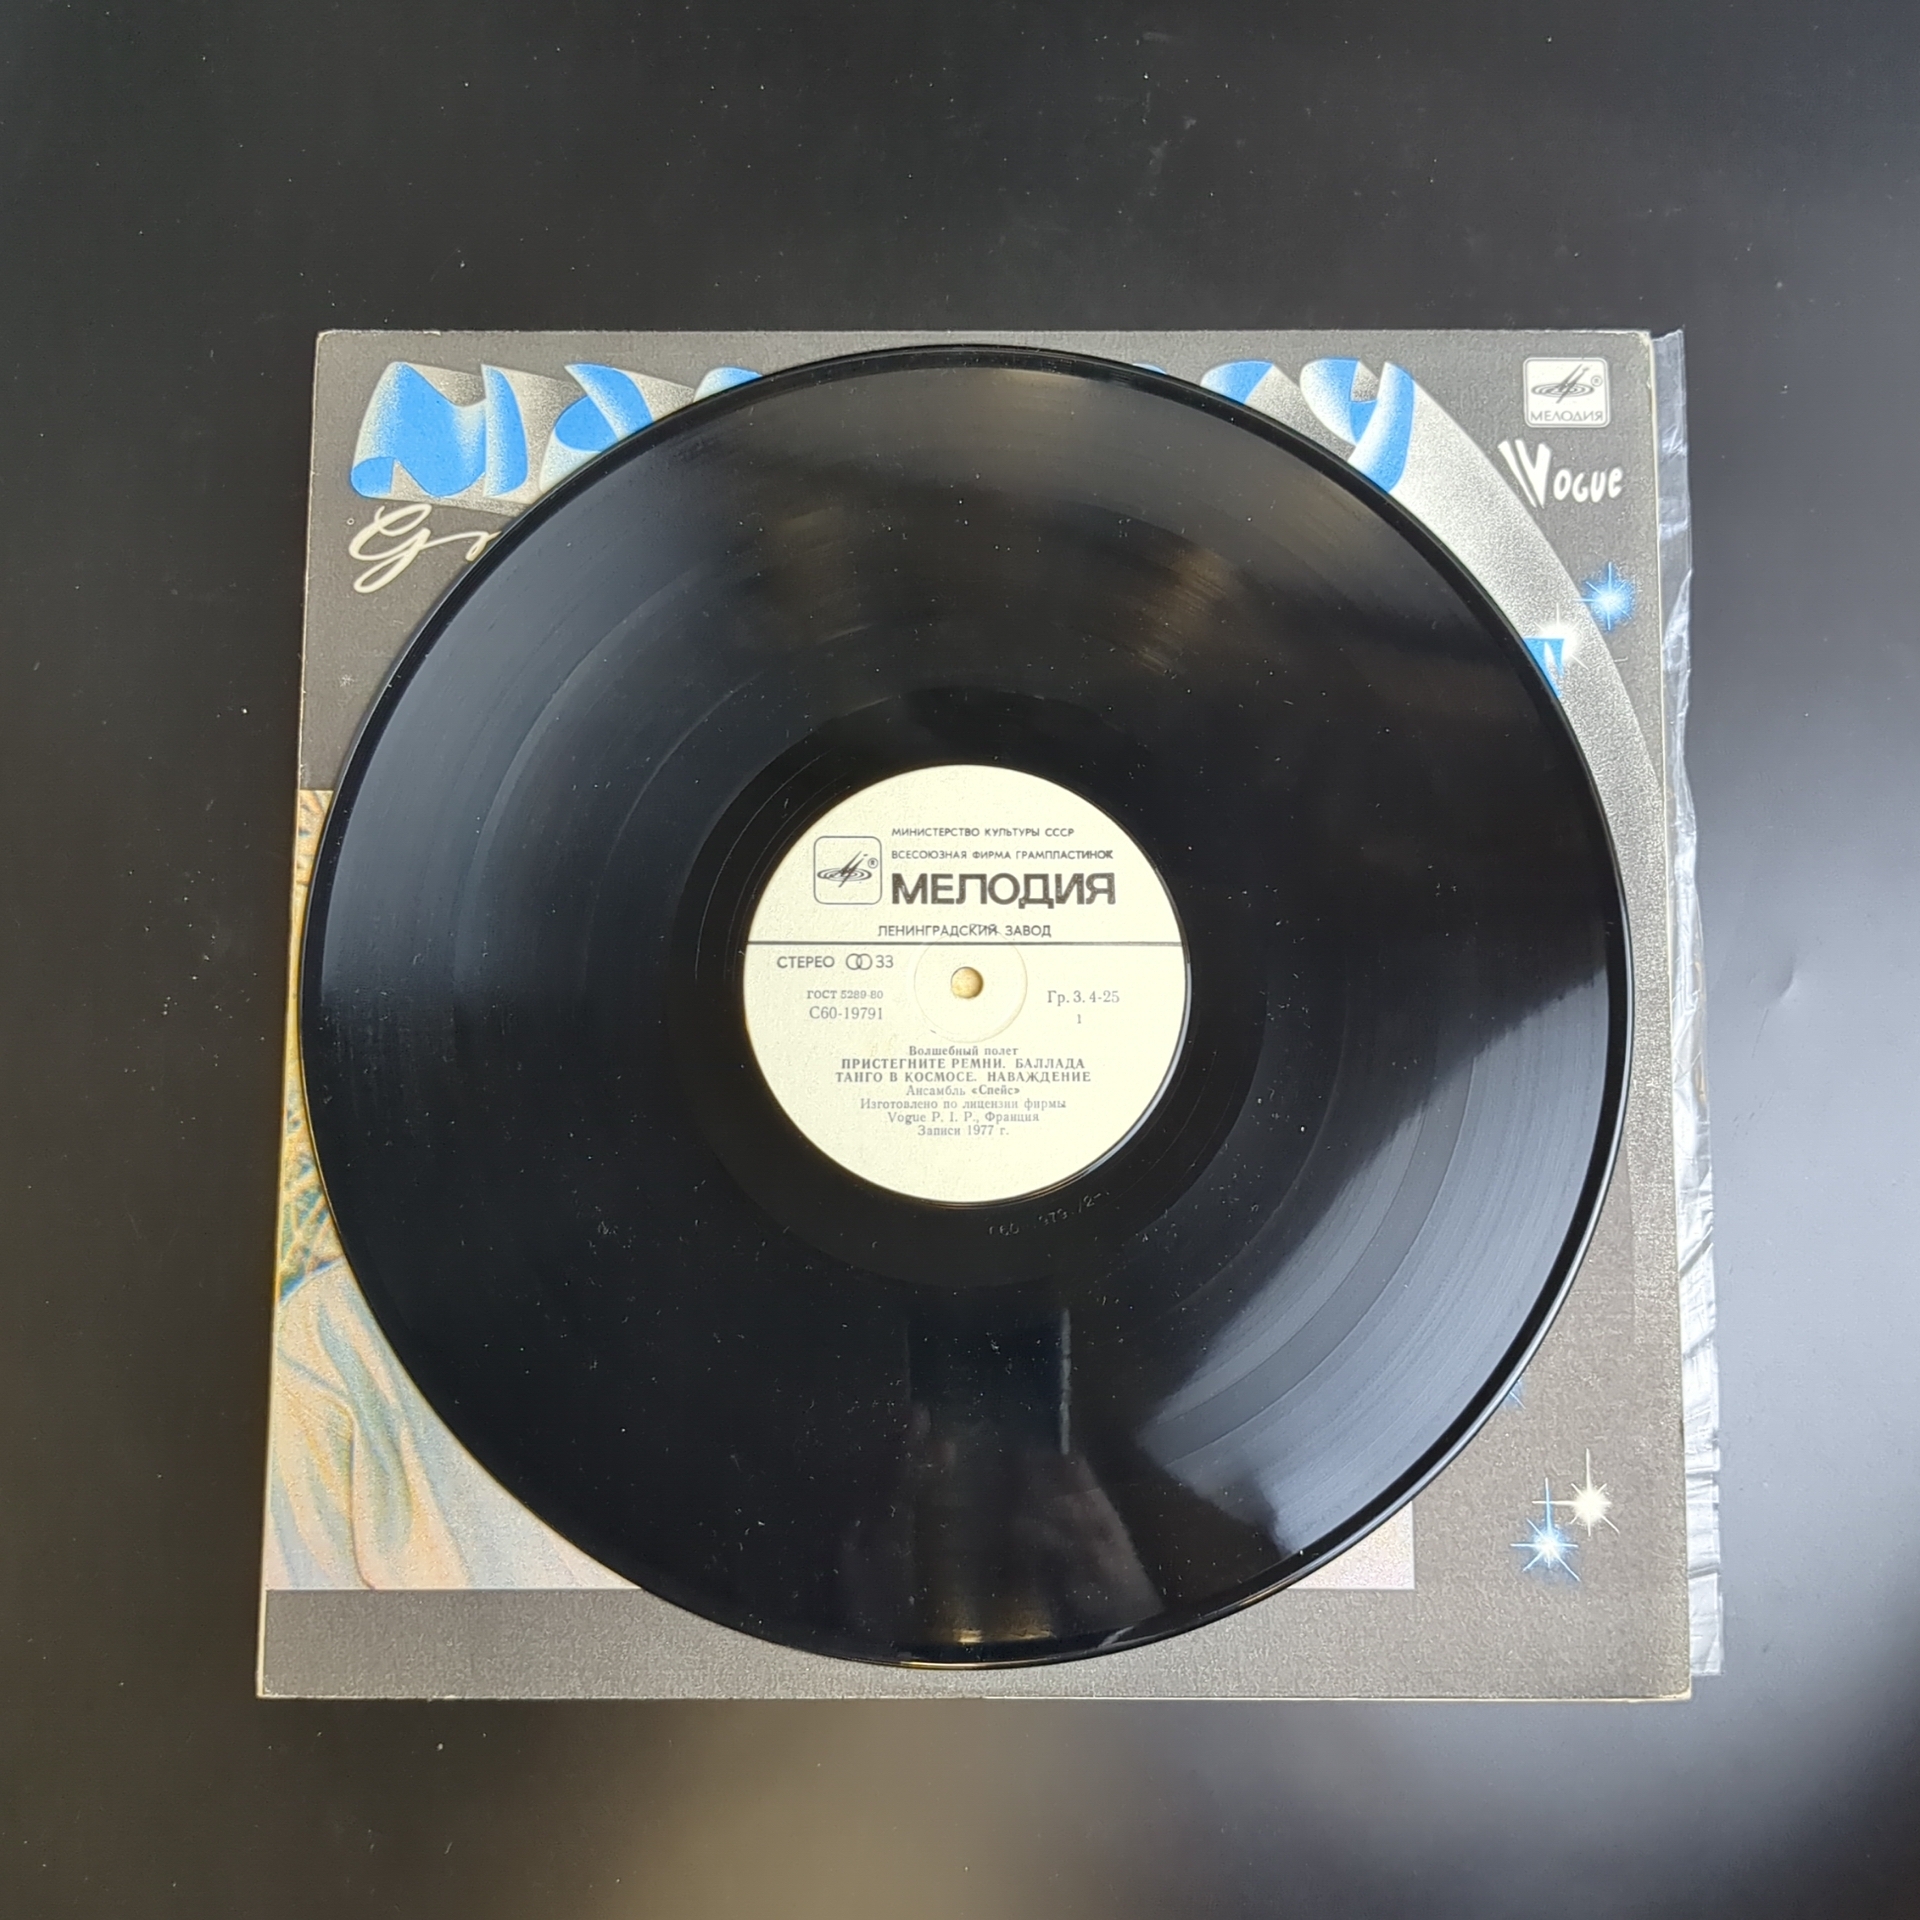 МЕЛОДИЯ
VOGUE
МИНИСТЕРСТВО КУЛЬТУРЫ СССР
ВСЕСОЮЗНАЯ ФИРМА ГРАМПЛАСТИНОК
МЕЛОДИЯ
ЛЕНИНГРАДСКИЙ ЗАВОД
СТЕРЕО 33
ГОСТ 5289-80
С60-19791
Гр. 3. 4-25
1
Волшебный полет
ПРИСТЕГНИТЕ РЕМНИ. БАЛЛАДА
ТАНГО В КОСМОСЕ. НАВАЖДЕНИЕ
Ансамбль «Спейс»
Изготовлено по лицензии фирмы
Vogue P. I. P., Франция
Записи 1977 г.